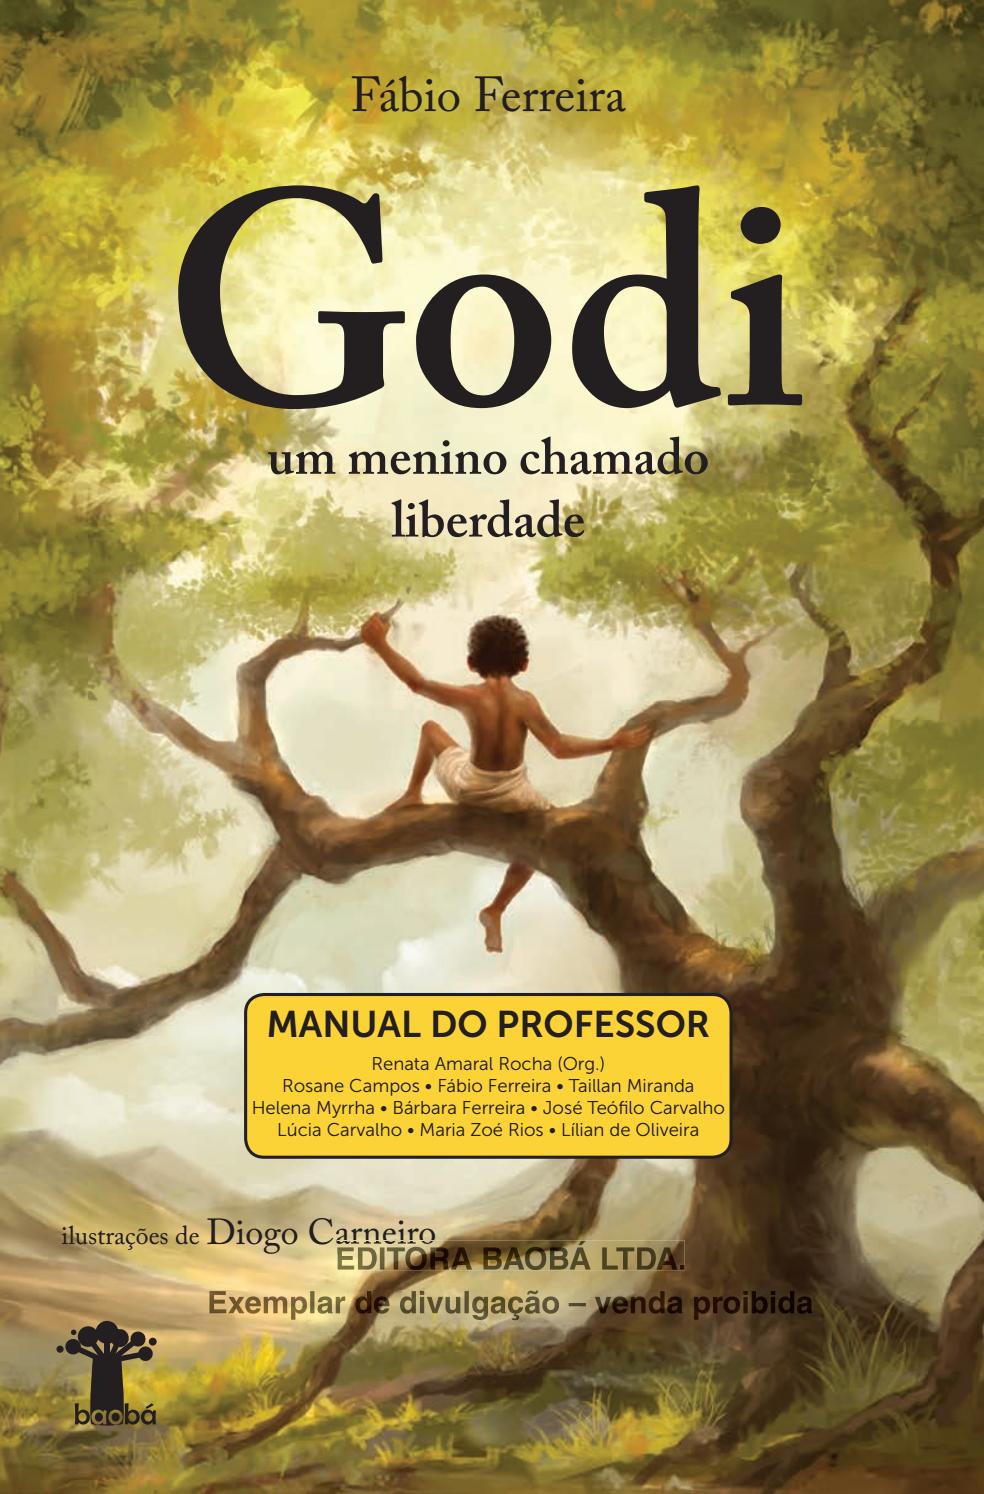 Fábio Ferreira
Godi
um menino chamado
liberdade
MANUAL DO PROFESSOR
Renata Amaral Rocha (Org.)
Rosane Campos • Fábio Ferreira • Taillan Miranda
Helena Myrrha • Bárbara Ferreira • José Teófilo Carvalho
Lúcia Carvalho • Maria Zoé Rios • Lílian de Oliveira
ilustrações de Diogo Carneiro
EDITORA BAOBÁ LTDA.
Exemplar de divulgação – venda proibida
baobá